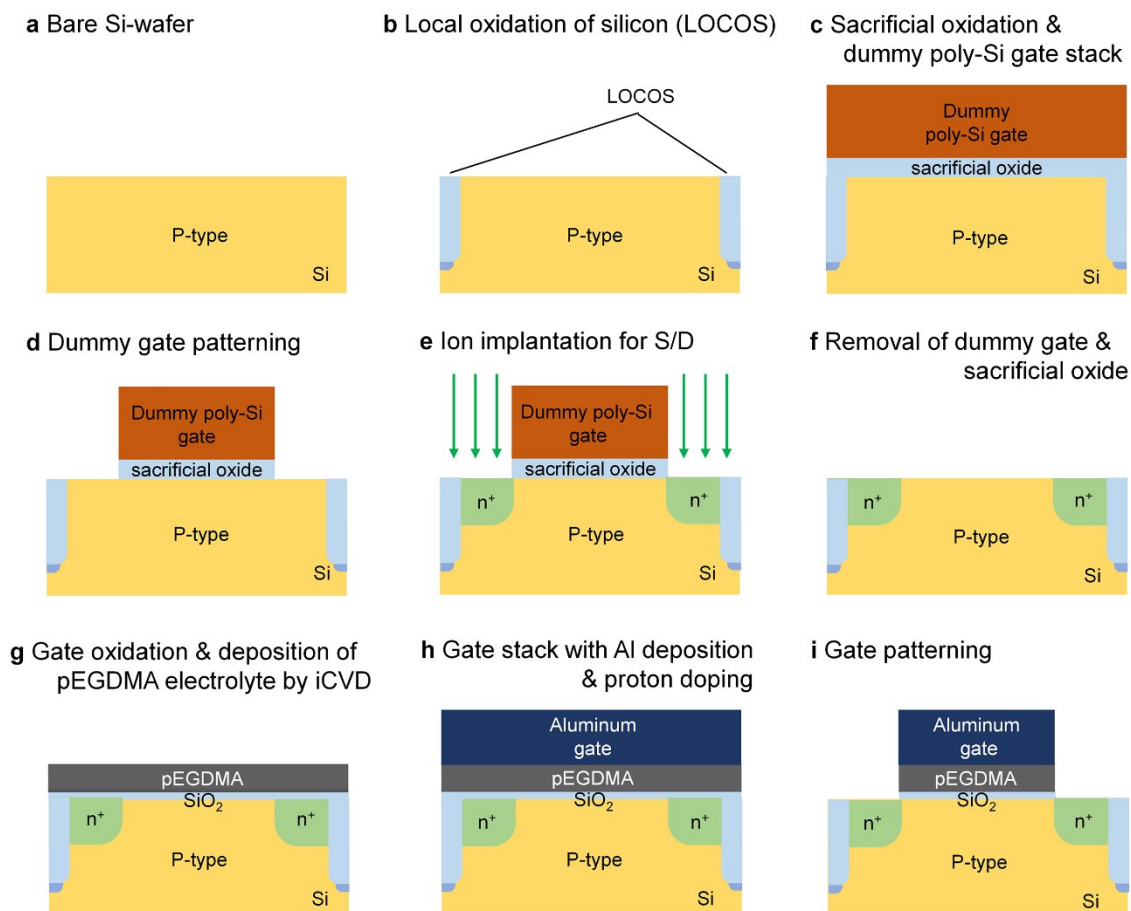 a Bare Si-wafer
P-type
Si
b Local oxidation of silicon (LOCOS)
LOCOS
P-type
Si
c Sacrificial oxidation &
dummy poly-Si gate stack
Dummy
poly-Si gate
sacrificial oxide
P-type
Si
d Dummy gate patterning
Dummy poly-Si
gate
sacrificial oxide
P-type
Si
e Ion implantation for S/D
Dummy poly-Si
gate
sacrificial oxide
n⁺
n⁺
P-type
Si
f Removal of dummy gate &
sacrificial oxide
n⁺
n⁺
P-type
Si
g Gate oxidation & deposition of
pEGDMA electrolyte by iCVD
pEGDMA
SiO₂
n⁺
n⁺
P-type
Si
h Gate stack with Al deposition
& proton doping
Aluminum
gate
pEGDMA
SiO₂
n⁺
n⁺
P-type
Si
i Gate patterning
Aluminum
gate
pEGDMA
SiO₂
n⁺
n⁺
P-type
Si